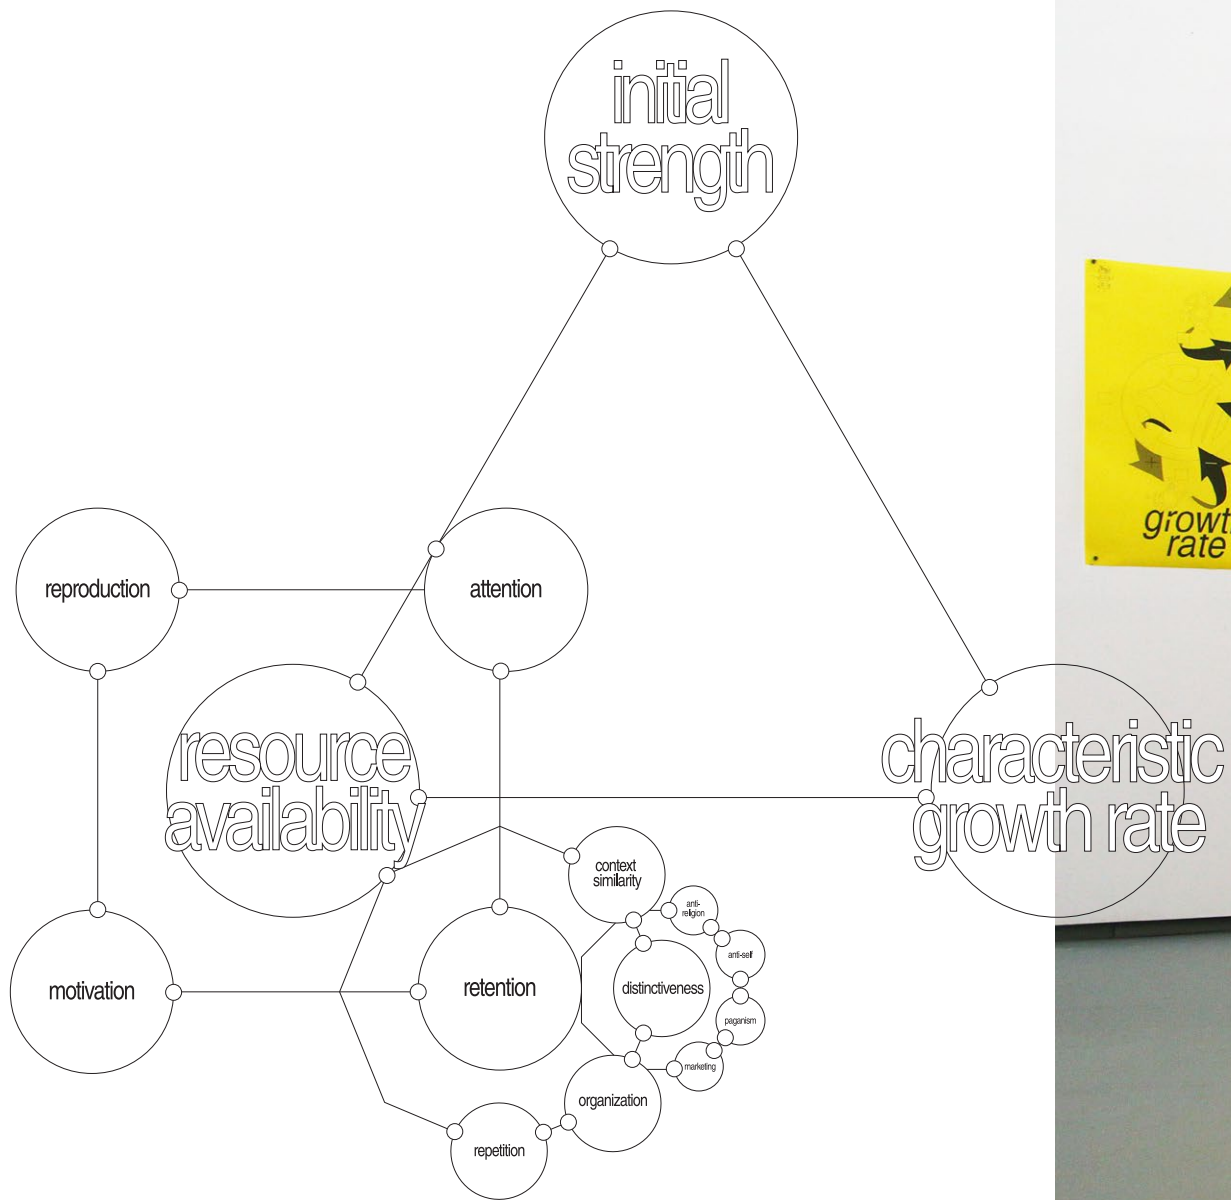 initial
strength
reproduction
attention
resource
availability
characteristic
growth rate
context
similarity
anti-
religion
anti-self
motivation
retention
distinctiveness
paganism
marketing
organization
repetition
rate